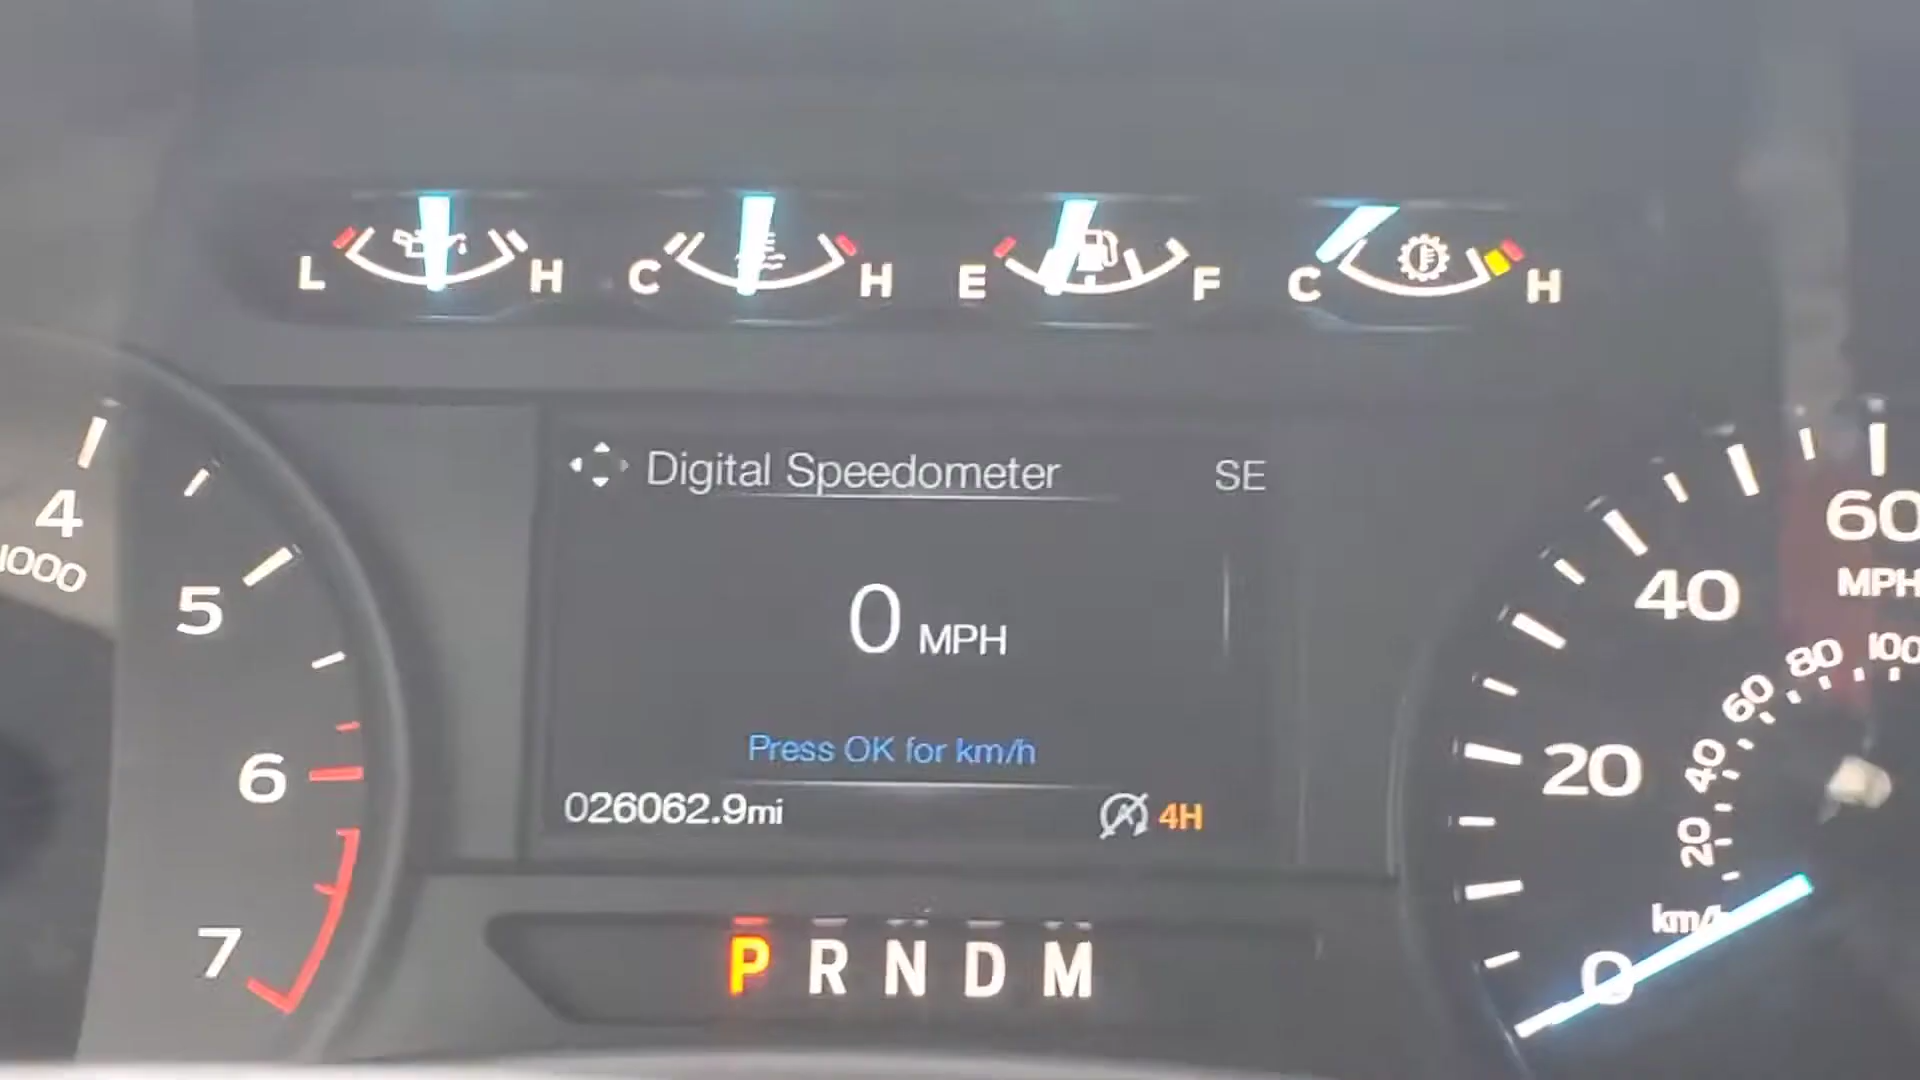 L H C H E F C H
4
1000
5
6
7
Digital Speedometer SE
0 MPH
Press OK for km/h
026062.9mi 4H
P R N D M
60
MPH
40
20
0
100
80
60
40
20
km/h